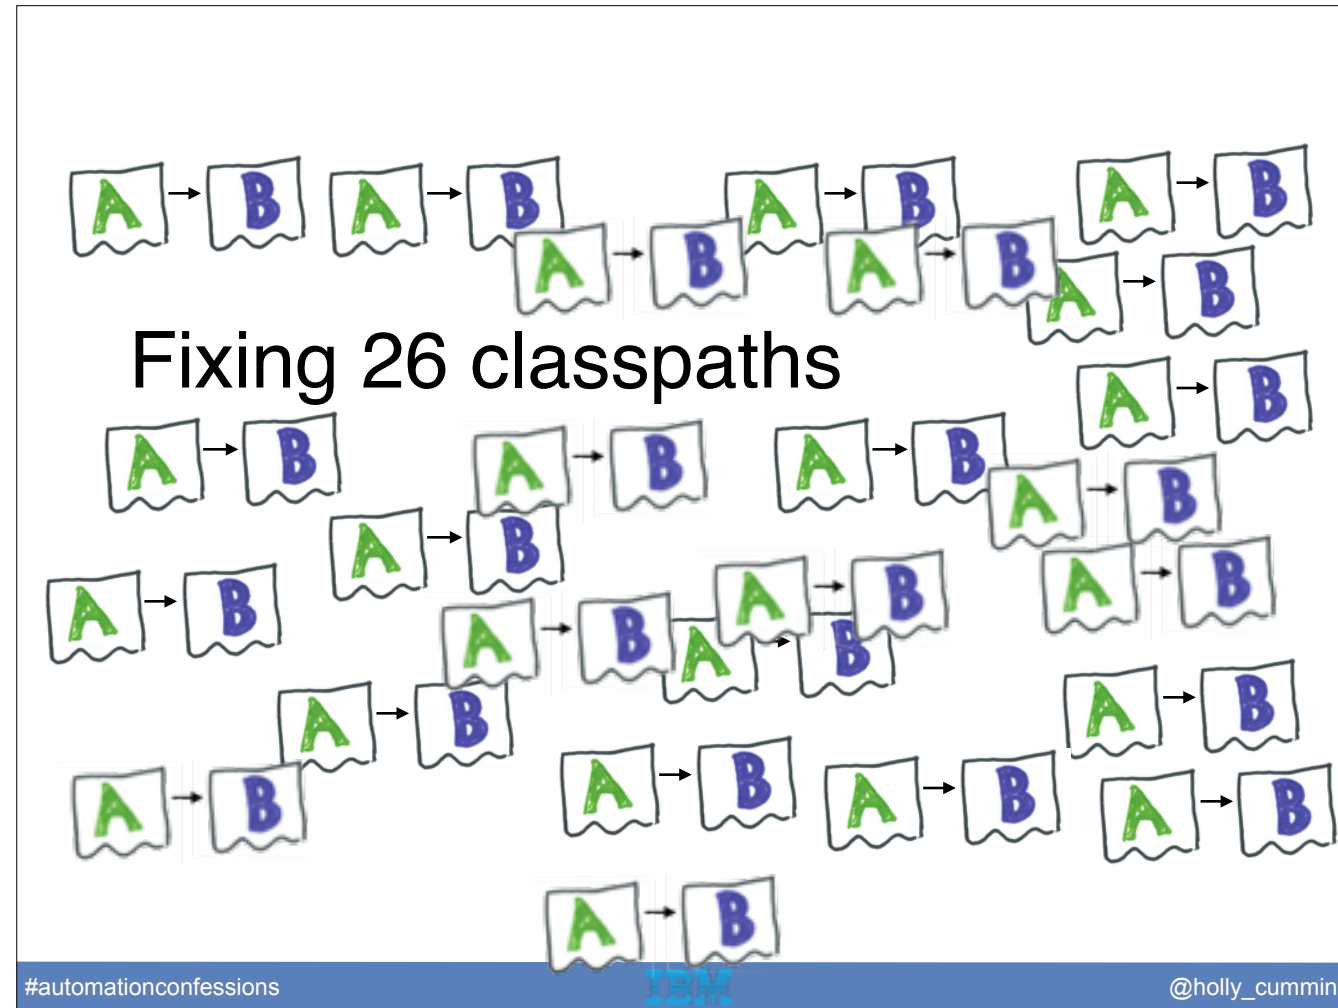 A → B A → B A → B A → B
A → B A → B A → B
Fixing 26 classpaths
A → B
A → B A → B A → B A → B
A → B
A → B A → B A → B
A → B A → B
A → B A → B
A → B A → B A → B A → B
A → B
#automationconfessions
IBM
@holly_cummin